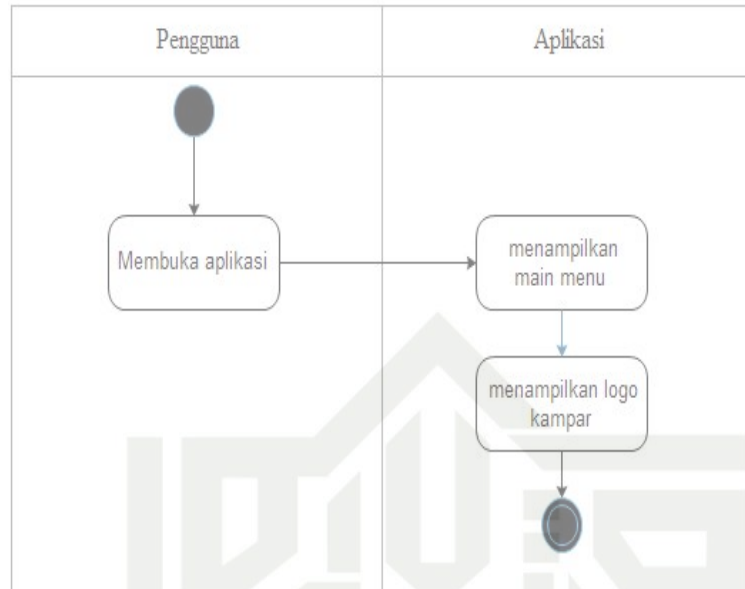 Pengguna
Aplikasi
Membuka aplikasi
menampilkan
main menu
menampilkan logo
kampar